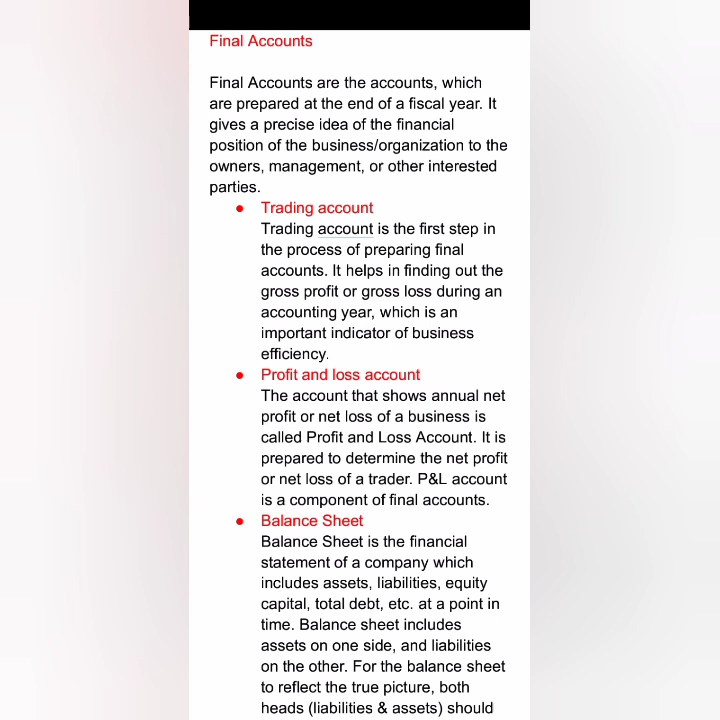 Final Accounts
Final Accounts are the accounts, which
are prepared at the end of a fiscal year. It
gives a precise idea of the financial
position of the business/organization to the
owners, management, or other interested
parties.
● Trading account
Trading account is the first step in
the process of preparing final
accounts. It helps in finding out the
gross profit or gross loss during an
accounting year, which is an
important indicator of business
efficiency.
● Profit and loss account
The account that shows annual net
profit or net loss of a business is
called Profit and Loss Account. It is
prepared to determine the net profit
or net loss of a trader. P&L account
is a component of final accounts.
● Balance Sheet
Balance Sheet is the financial
statement of a company which
includes assets, liabilities, equity
capital, total debt, etc. at a point in
time. Balance sheet includes
assets on one side, and liabilities
on the other. For the balance sheet
to reflect the true picture, both
heads (liabilities & assets) should